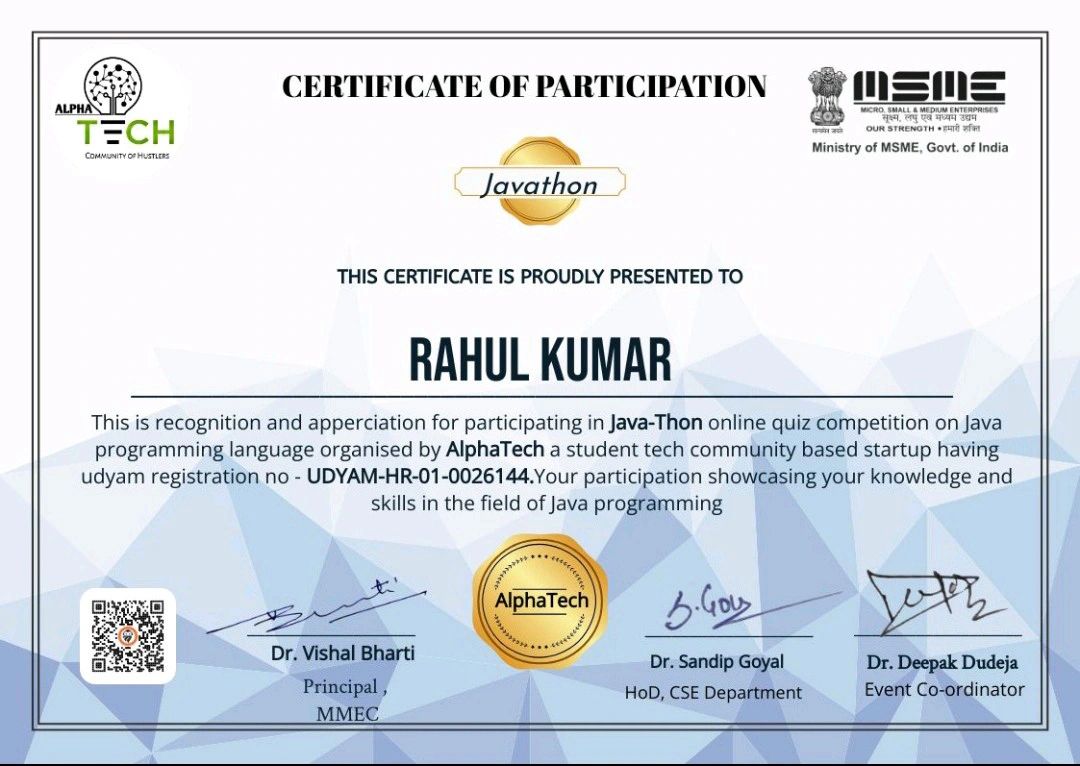 ALPHA
TECH
COMMUNITY OF HUSTLERS
CERTIFICATE OF PARTICIPATION
सत्यमेव जयते
MSME
MICRO, SMALL & MEDIUM ENTERPRISES
सूक्ष्म, लघु एवं मध्यम उद्यम
OUR STRENGTH • हमारी शक्ति
Ministry of MSME, Govt. of India
Javathon
THIS CERTIFICATE IS PROUDLY PRESENTED TO
RAHUL KUMAR
This is recognition and apperciation for participating in Java-Thon online quiz competition on Java
programming language organised by AlphaTech a student tech community based startup having
udyam registration no - UDYAM-HR-01-0026144.Your participation showcasing your knowledge and
skills in the field of Java programming
AlphaTech
S. Goyal
Dr. Vishal Bharti
Principal ,
MMEC
Dr. Sandip Goyal
HoD, CSE Department
Dr. Deepak Dudeja
Event Co-ordinator